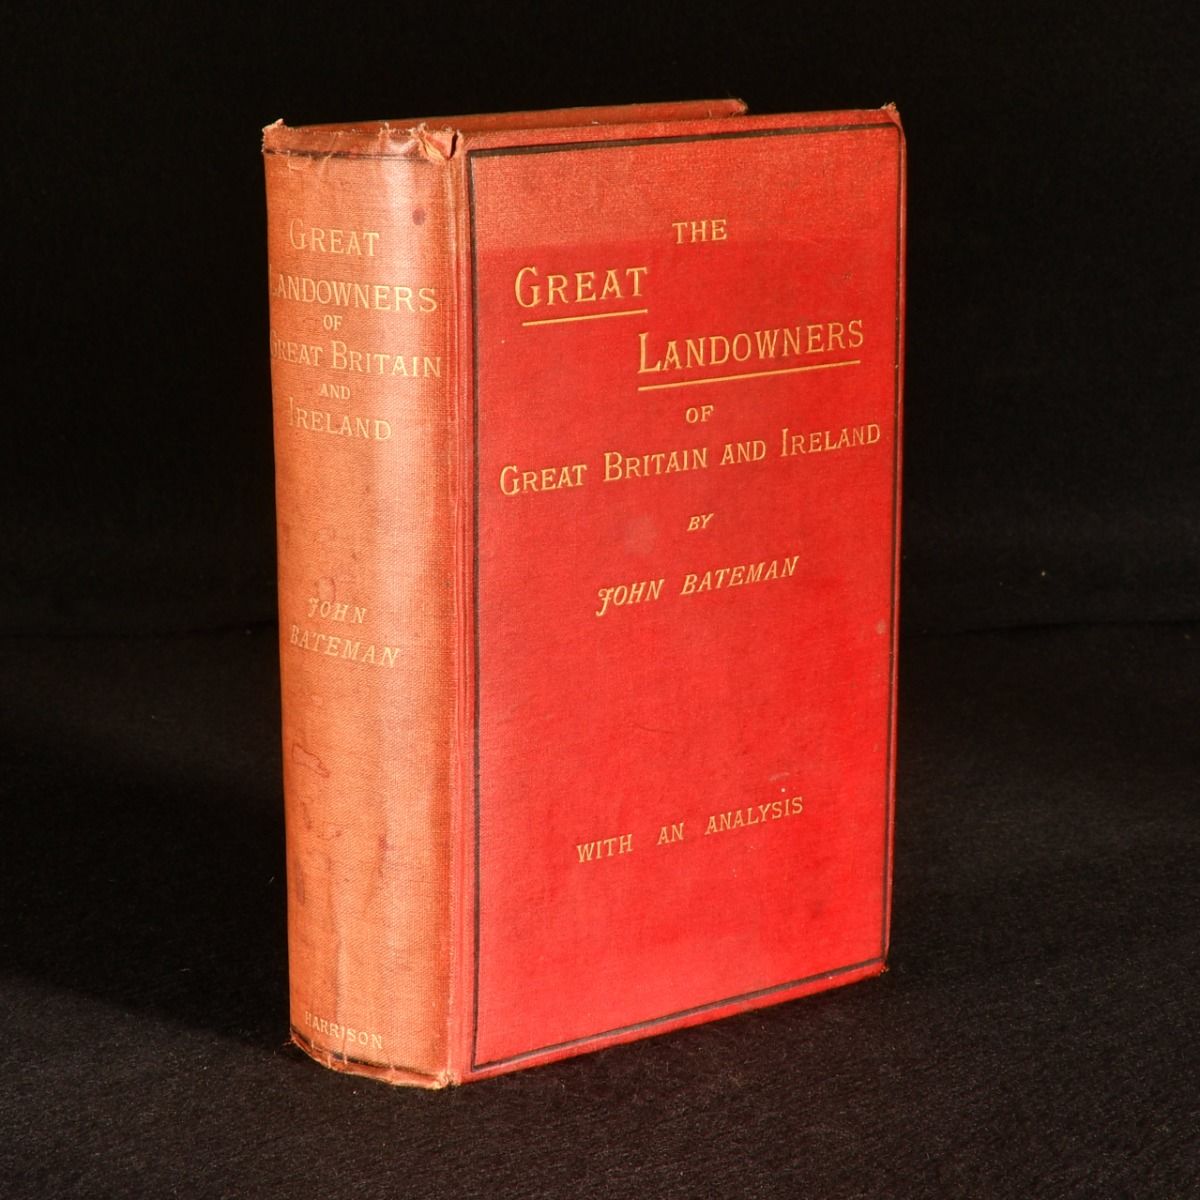 GREAT
LANDOWNERS
OF
GREAT BRITAIN
AND
IRELAND
JOHN
BATEMAN
HARRISON
THE
GREAT
LANDOWNERS
OF
GREAT BRITAIN AND IRELAND
BY
JOHN BATEMAN
WITH AN ANALYSIS